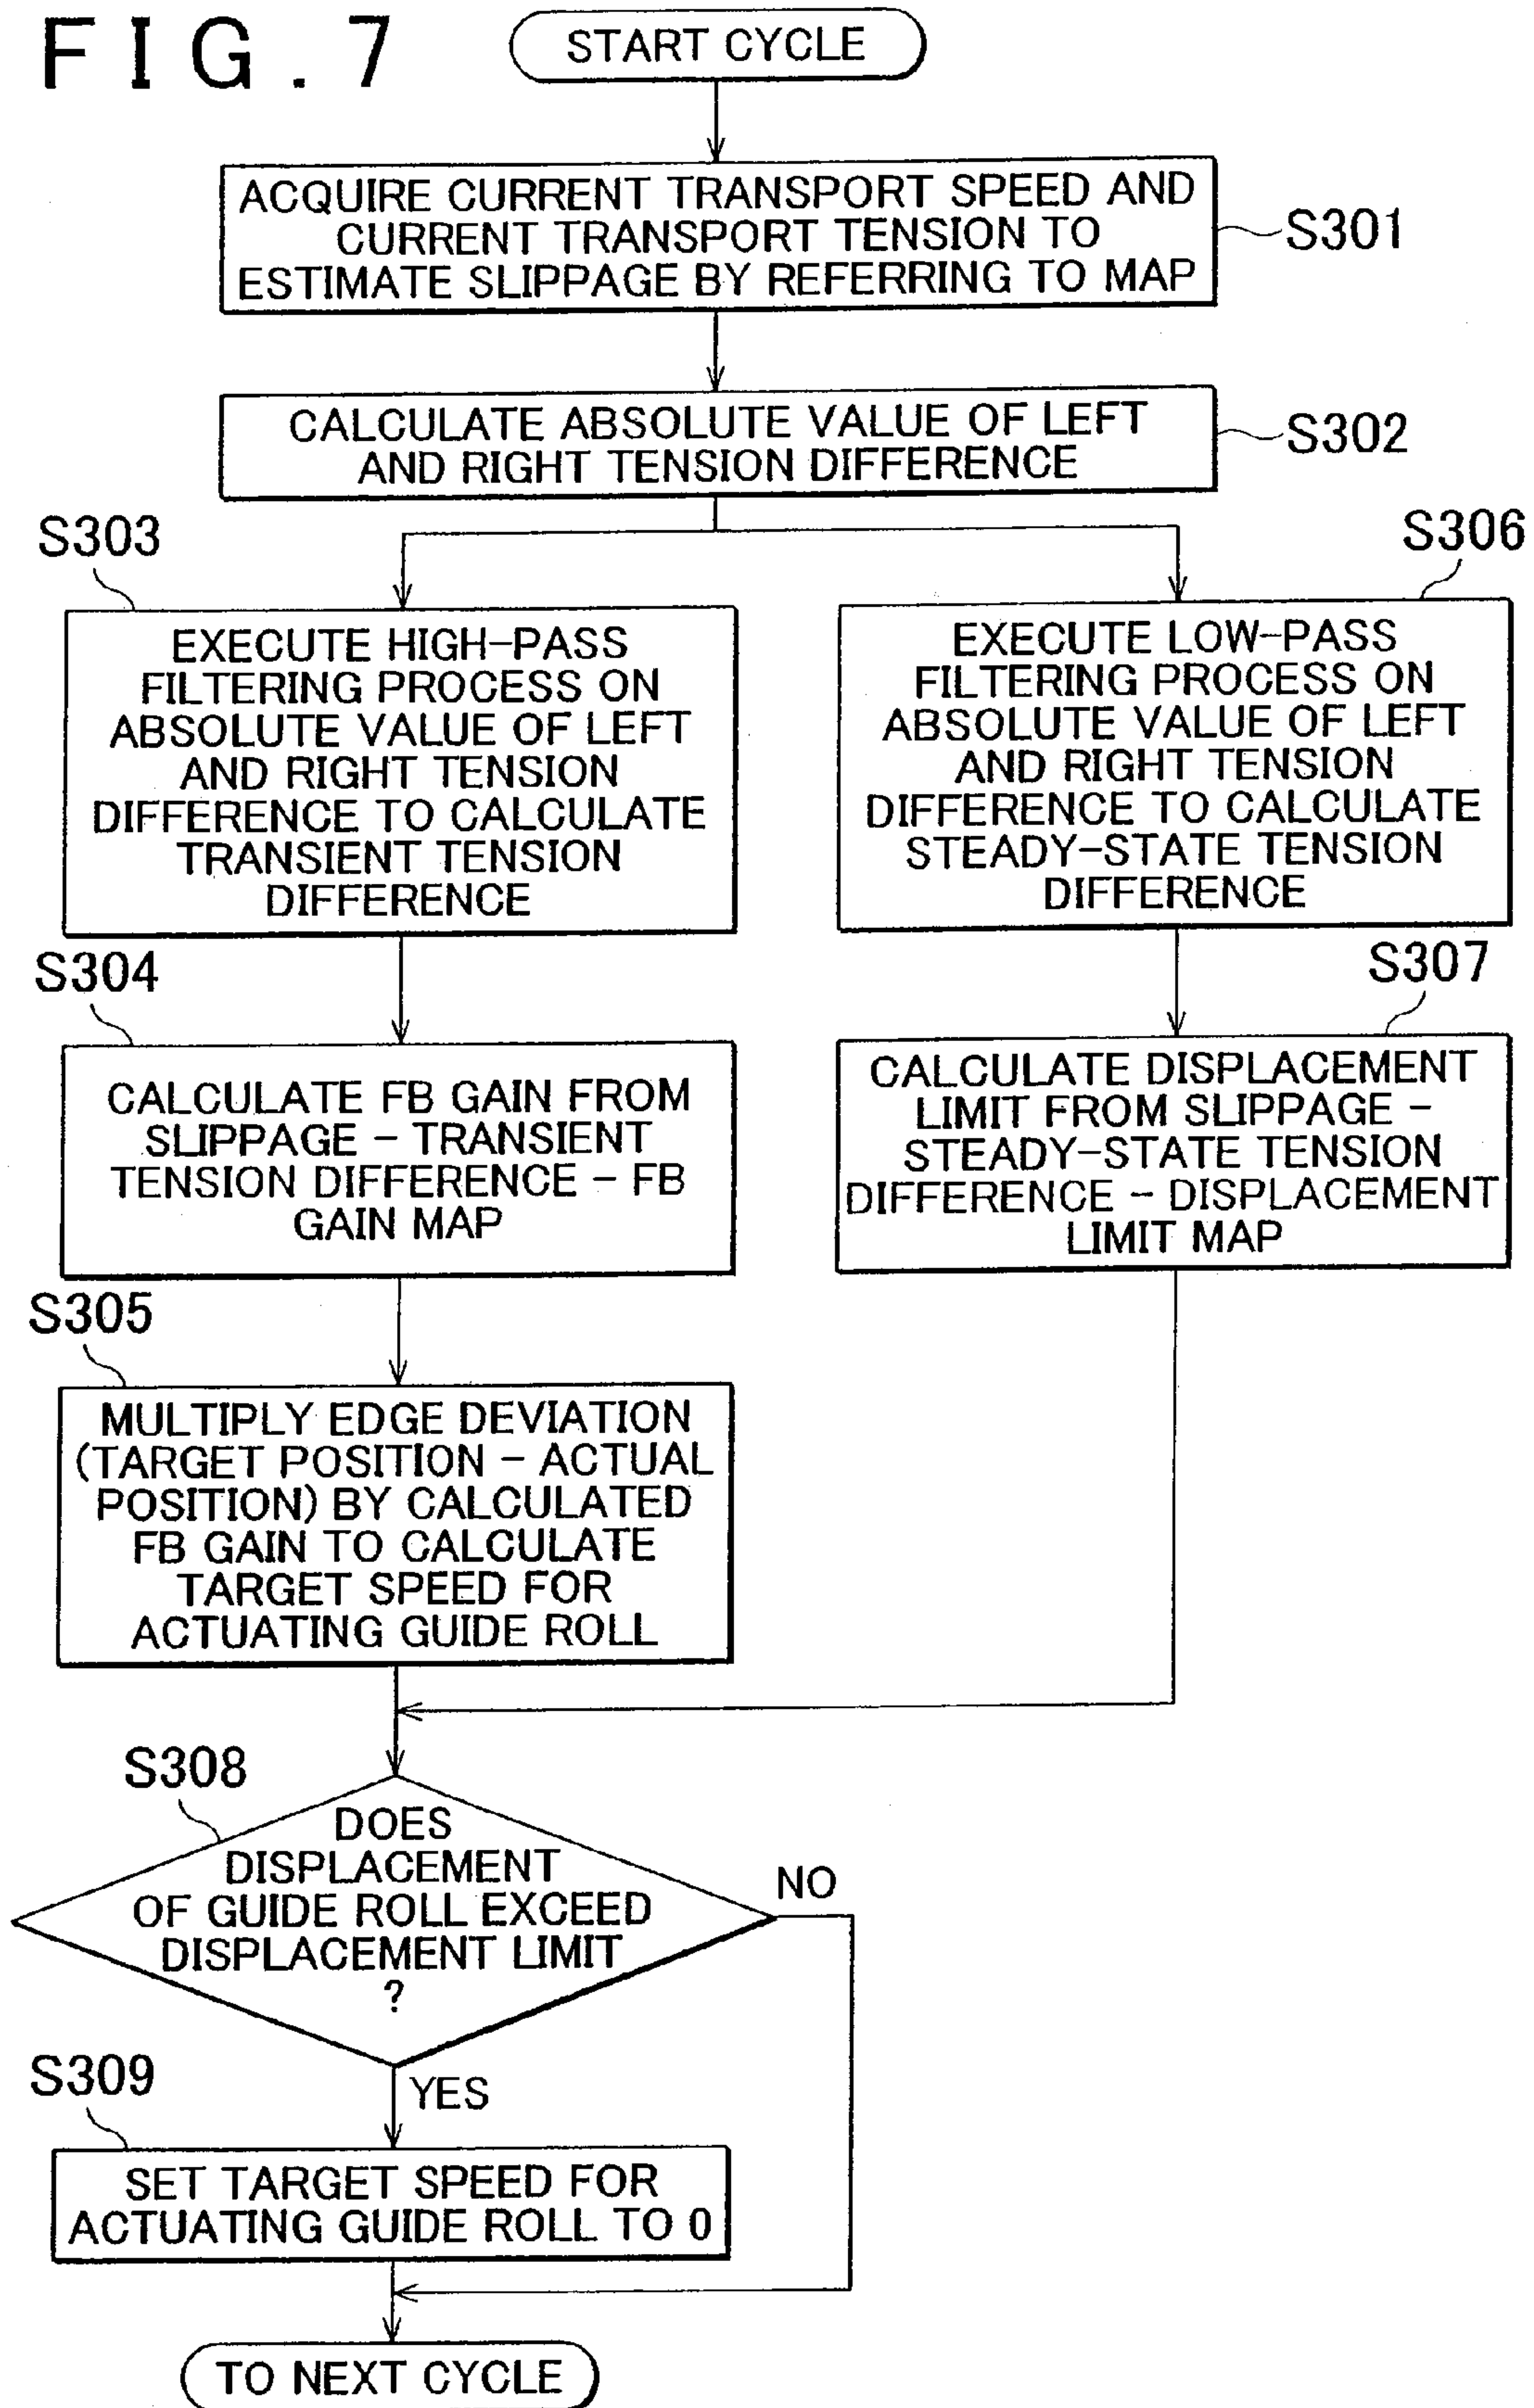 FIG. 7
START CYCLE
ACQUIRE CURRENT TRANSPORT SPEED AND
CURRENT TRANSPORT TENSION TO
ESTIMATE SLIPPAGE BY REFERRING TO MAP
S301
CALCULATE ABSOLUTE VALUE OF LEFT
AND RIGHT TENSION DIFFERENCE
S302
S303
EXECUTE HIGH-PASS
FILTERING PROCESS ON
ABSOLUTE VALUE OF LEFT
AND RIGHT TENSION
DIFFERENCE TO CALCULATE
TRANSIENT TENSION
DIFFERENCE
S306
EXECUTE LOW-PASS
FILTERING PROCESS ON
ABSOLUTE VALUE OF LEFT
AND RIGHT TENSION
DIFFERENCE TO CALCULATE
STEADY-STATE TENSION
DIFFERENCE
S304
CALCULATE FB GAIN FROM
SLIPPAGE - TRANSIENT
TENSION DIFFERENCE - FB
GAIN MAP
S307
CALCULATE DISPLACEMENT
LIMIT FROM SLIPPAGE -
STEADY-STATE TENSION
DIFFERENCE - DISPLACEMENT
LIMIT MAP
S305
MULTIPLY EDGE DEVIATION
(TARGET POSITION - ACTUAL
POSITION) BY CALCULATED
FB GAIN TO CALCULATE
TARGET SPEED FOR
ACTUATING GUIDE ROLL
S308
DOES
DISPLACEMENT
OF GUIDE ROLL EXCEED
DISPLACEMENT LIMIT
?
NO
YES
S309
SET TARGET SPEED FOR
ACTUATING GUIDE ROLL TO 0
TO NEXT CYCLE